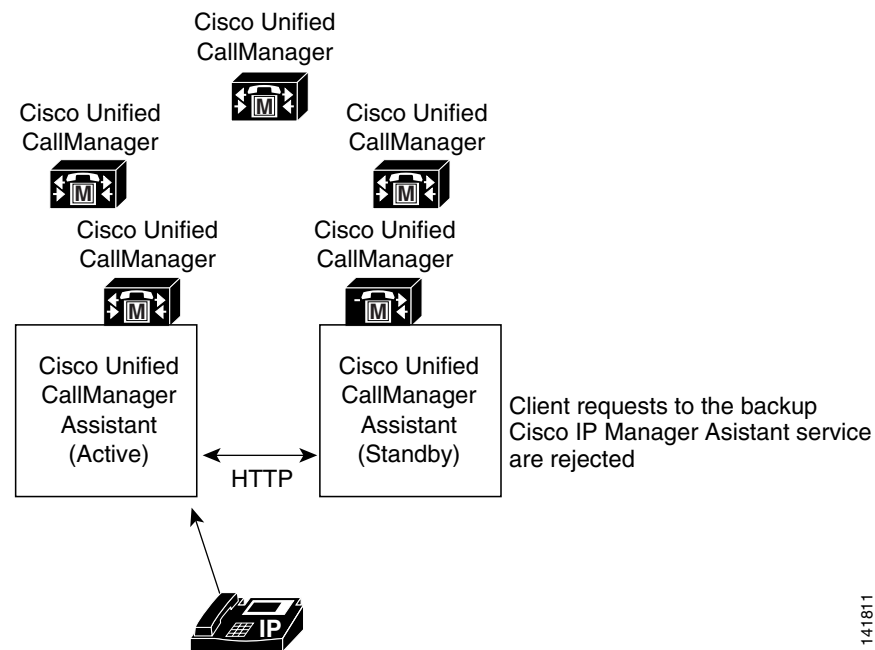 Cisco Unified
CallManager
M
Cisco Unified
CallManager
M
Cisco Unified
CallManager
M
Cisco Unified
CallManager
M
Cisco Unified
CallManager
M
Cisco Unified
CallManager
Assistant
(Active)
HTTP
Cisco Unified
CallManager
Assistant
(Standby)
Client requests to the backup
Cisco IP Manager Asistant service
are rejected
IP
141811